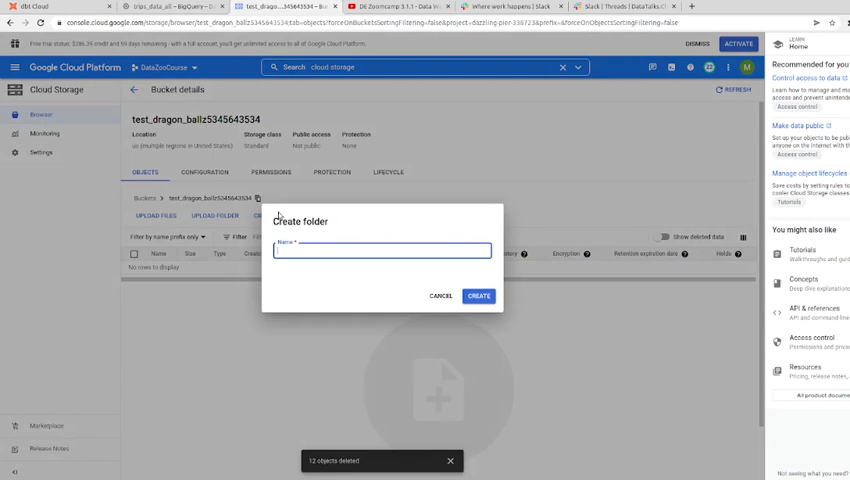 dbt Cloud
trips_data_all – BigQuery –
test_drago....5345643534 – Bu
DE Zoomcamp 3.1.1 - Data W
Where work happens | Slack
Slack | Threads | DataTalks.Cl
console.cloud.google.com/storage/browser/test_dragon_ballz5345643534;tab=objects?forceOnBucketsSortingFiltering=false&project=dazzling-pier-336723&prefix=&forceOnObjectsSortingFiltering=false
Free trial status: $286.39 credit and 59 days remaining - with a full account, you'll get unlimited access to all of Google Cloud Platform.
DISMISS
ACTIVATE
Google Cloud Platform
DataZooCourse
Search cloud storage
22
M
Cloud Storage
Bucket details
REFRESH
Browser
Monitoring
Settings
test_dragon_ballz5345643534
Location
Storage class
Public access
Protection
us (multiple regions in United States)
Standard
Not public
None
OBJECTS
CONFIGURATION
PERMISSIONS
PROTECTION
LIFECYCLE
Buckets
test_dragon_ballz5345643534
UPLOAD FILES
UPLOAD FOLDER
Filter by name prefix only
Filter
Show deleted data
Name
Size
Type
Encryption
Retention expiration date
Holds
No rows to display
Create folder
Name *
CANCEL
CREATE
12 objects deleted
Marketplace
Release Notes
LEARN
Home
Recommended for you
Control access to data
Learn how to manage and
access and prevent unintende
Access control
Make data public
Set up your objects to be pu
anyone on the internet with t
Access control
Manage object lifecycles
Save costs by setting rules to
cooler Cloud Storage classes
Tutorials
You might also like
Tutorials
Walkthroughs and guid
Concepts
Deep dive explanations
API & references
API and command-line
Access control
Permissions and priva
Resources
Pricing, release notes,
All product docume
Not seeing what you need?